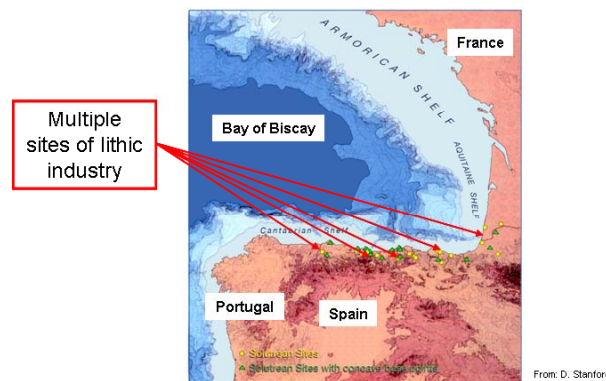 France
ARMORICAN SHELF
Multiple
sites of lithic
industry
Bay of Biscay
AQUITAINE SHELF
Cantabrian Shelf
Portugal
Spain
Solutrean Sites
Solutrean Sites with concave base points
From: D. Stanford